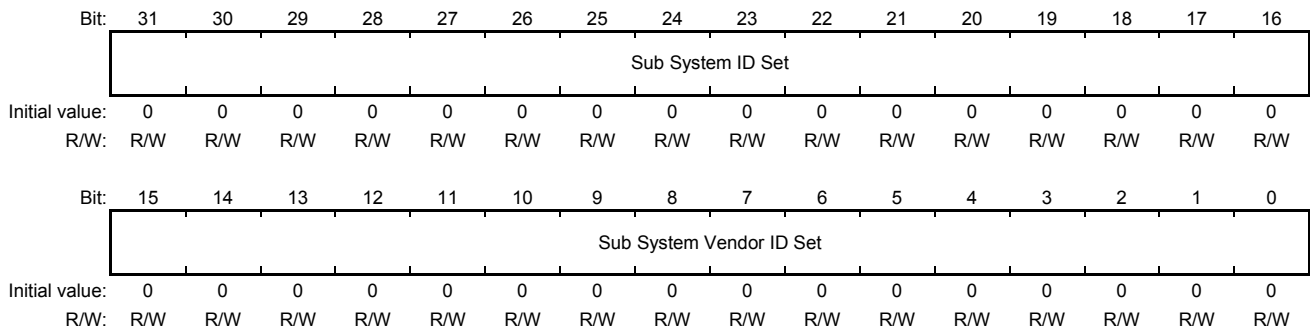 Bit: 31 30 29 28 27 26 25 24 23 22 21 20 19 18 17 16
Sub System ID Set
Initial value: 0 0 0 0 0 0 0 0 0 0 0 0 0 0 0 0
R/W: R/W R/W R/W R/W R/W R/W R/W R/W R/W R/W R/W R/W R/W R/W R/W R/W
Bit: 15 14 13 12 11 10 9 8 7 6 5 4 3 2 1 0
Sub System Vendor ID Set
Initial value: 0 0 0 0 0 0 0 0 0 0 0 0 0 0 0 0
R/W: R/W R/W R/W R/W R/W R/W R/W R/W R/W R/W R/W R/W R/W R/W R/W R/W